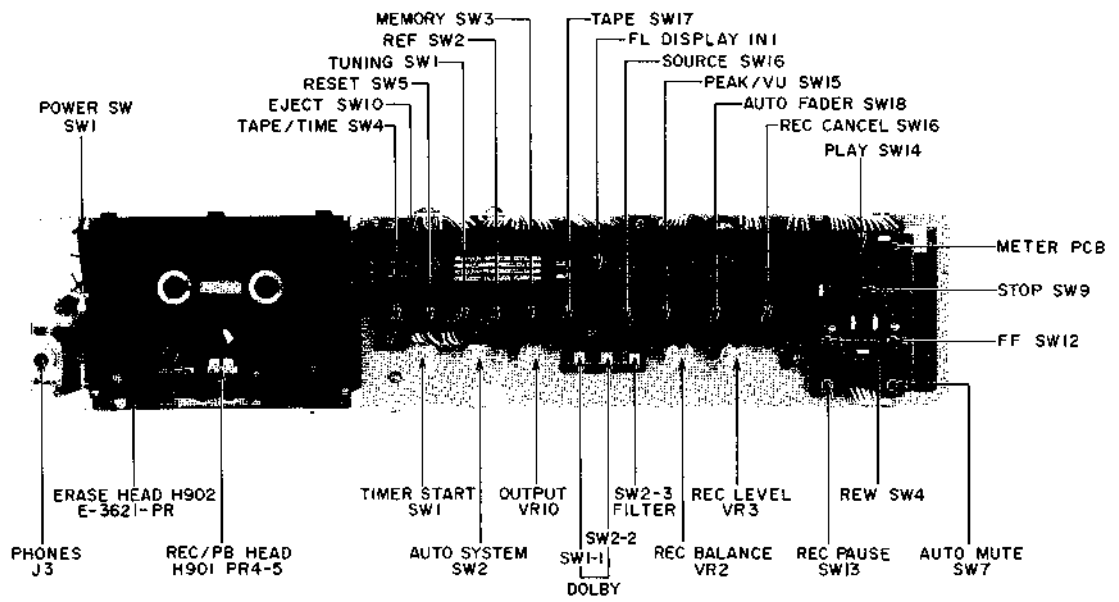 MEMORY SW3
REF SW2
TUNING SW1
RESET SW5
EJECT SW10
TAPE/TIME SW4
POWER SW
SW1
TAPE SW17
FL DISPLAY IN1
SOURCE SW16
PEAK/VU SW15
AUTO FADER SW18
REC CANCEL SW16
PLAY SW14
METER PCB
STOP SW9
FF SW12
ERASE HEAD H902
E-3621-PR
TIMER START
SW1
OUTPUT
VR10
SW2-3
FILTER
REC LEVEL
VR3
REW SW4
PHONES
J3
REC/PB HEAD
H901 PR4-5
AUTO SYSTEM
SW2
SW1-1
SW2-2
DOLBY
REC BALANCE
VR2
REC PAUSE
SW13
AUTO MUTE
SW7